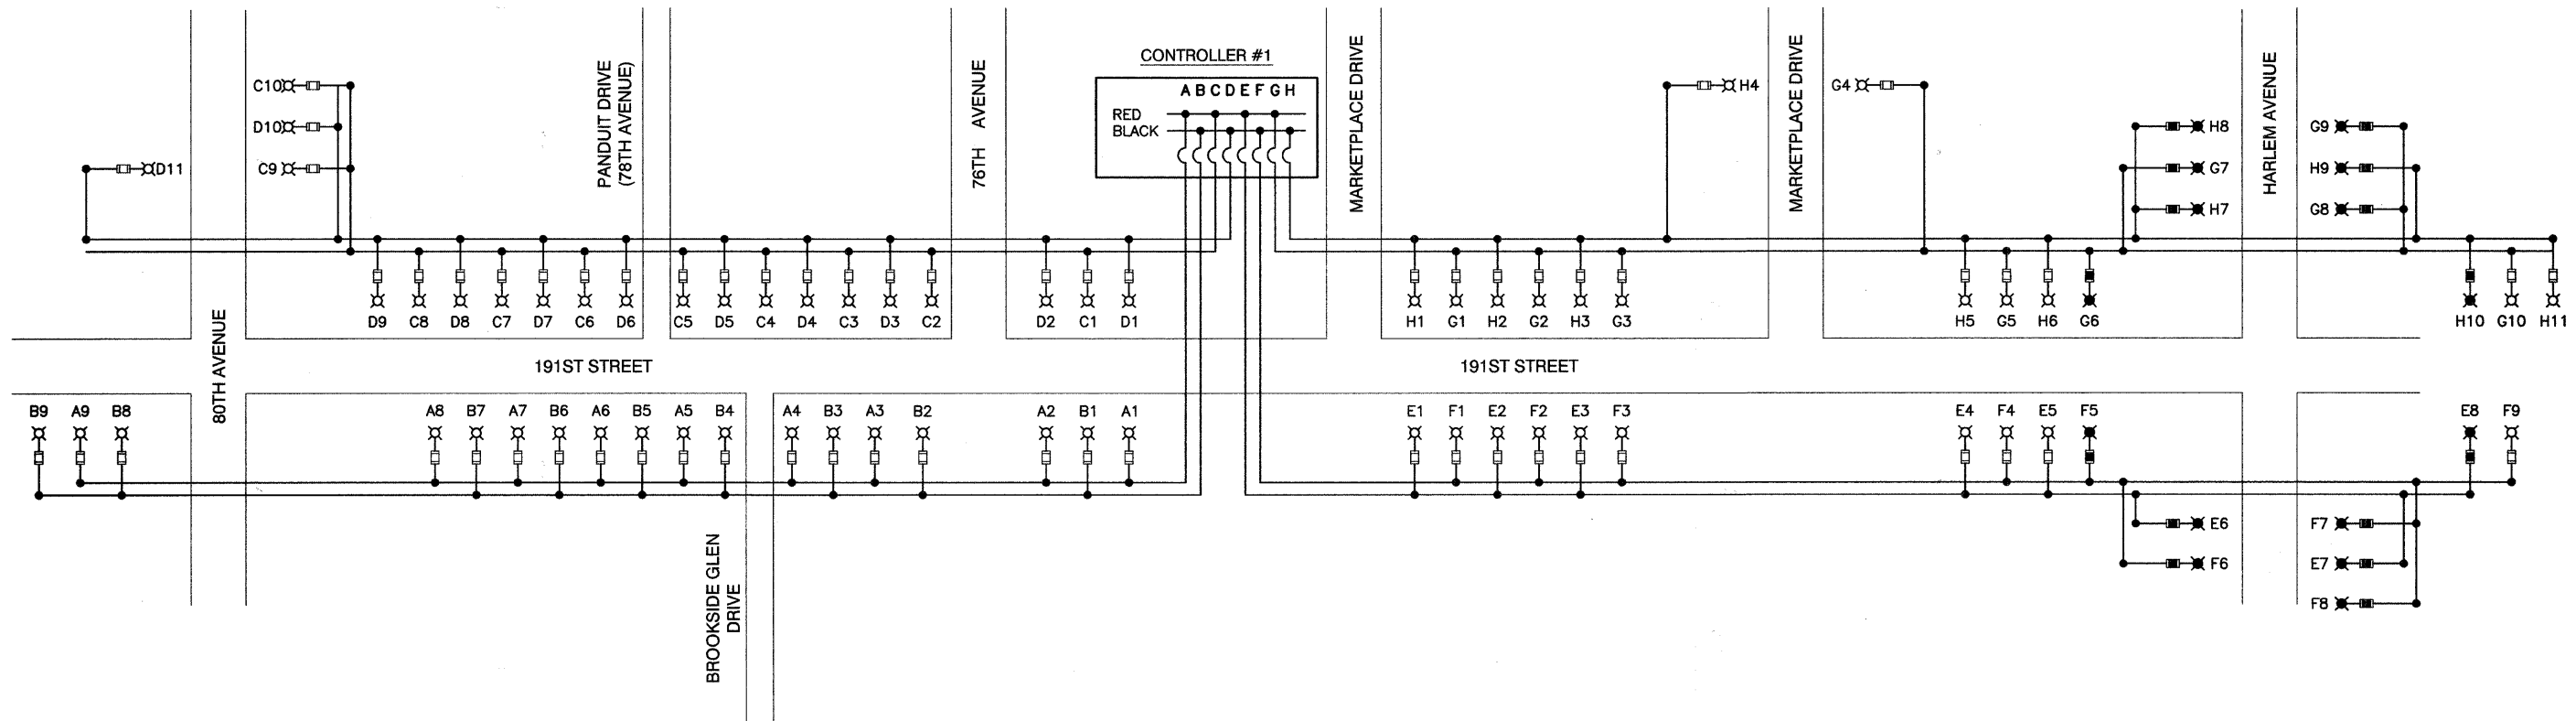 CONTROLLER #1
A B C D E F G H
RED
BLACK
PANDUIT DRIVE
(78TH AVENUE)
76TH AVENUE
MARKETPLACE DRIVE
MARKETPLACE DRIVE
HARLEM AVENUE
C10
D10
C9
D11
H4
G4
H8
G7
H7
G9
H9
G8
D9 C8 D8 C7 D7 C6 D6 C5 D5 C4 D4 C3 D3 C2 D2 C1 D1 H1 G1 H2 G2 H3 G3 H5 G5 H6 G6 H10 G10 H11
80TH AVENUE
191ST STREET
191ST STREET
B9 A9 B8 A8 B7 A7 B6 A6 B5 A5 B4 A4 B3 A3 B2 A2 B1 A1 E1 F1 E2 F2 E3 F3 E4 F4 E5 F5 E8 F9
E6
F6
F7
E7
F8
BROOKSIDE GLEN
DRIVE